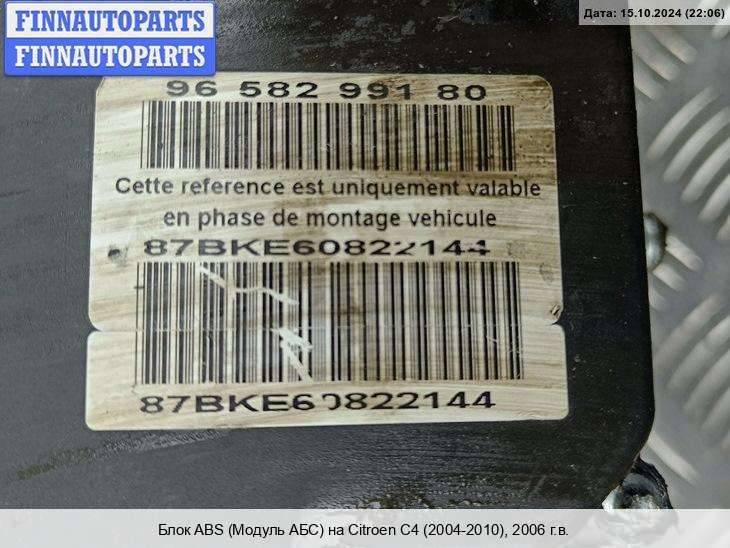 FINNAUTOPARTS
FINNAUTOPARTS
Дата: 15.10.2024 (22:06)
96 582 991 80
Cette reference est uniquement valable
en phase de montage vehicule
87BKE60822144
87BKE60822144
Блок ABS (Модуль АБС) на Citroen C4 (2004-2010), 2006 г.в.